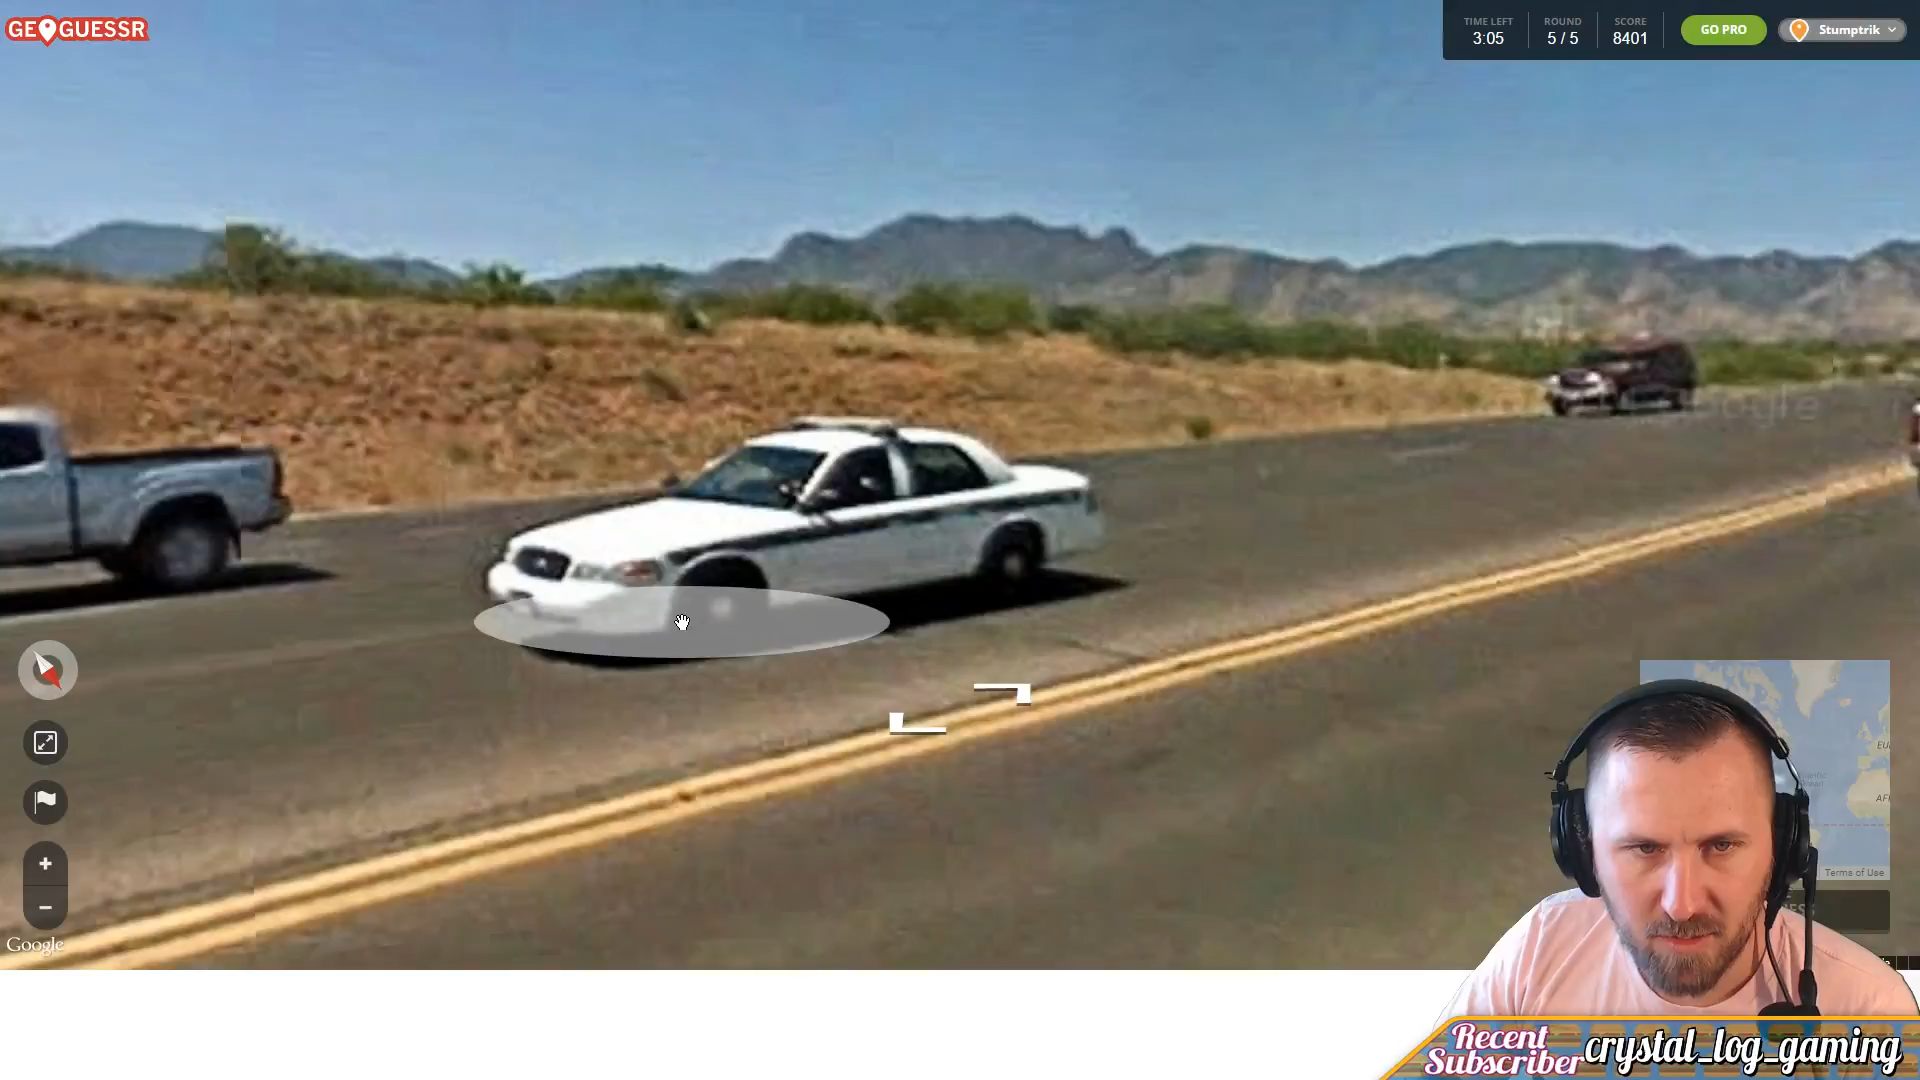 GEOGUESSR
TIME LEFT
3:05
ROUND
5 / 5
SCORE
8401
GO PRO
Stumptrik
Google
Terms of Use
Recent
Subscriber
crystal_log_gaming